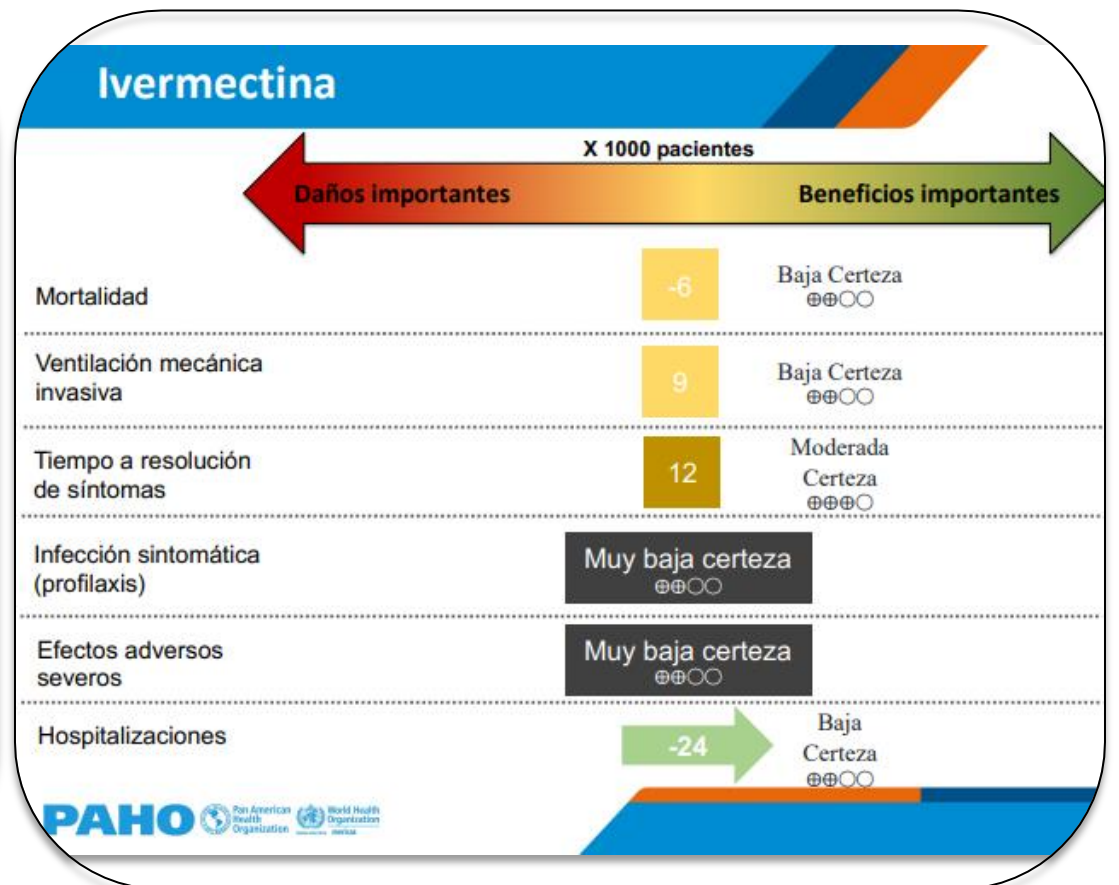 Ivermectina
X 1000 pacientes
Daños importantes
Beneficios importantes
Mortalidad
-6
Baja Certeza
⊕⊕○○
Ventilación mecánica
invasiva
9
Baja Certeza
⊕⊕○○
Tiempo a resolución
de síntomas
12
Moderada
Certeza
⊕⊕⊕○
Infección sintomática
(profilaxis)
Muy baja certeza
⊕⊕○○
Efectos adversos
severos
Muy baja certeza
⊕⊕○○
Hospitalizaciones
-24
Baja
Certeza
⊕⊕○○
PAHO
Pan American
Health
Organization
World Health
Organization